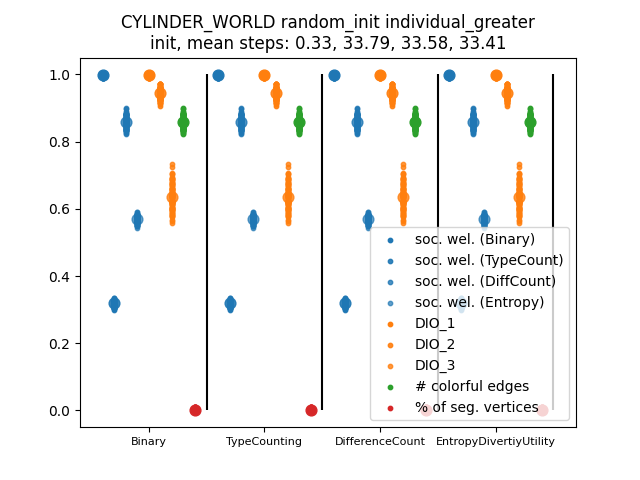 CYLINDER_WORLD random_init individual_greater
init, mean steps: 0.33, 33.79, 33.58, 33.41
1.0
0.8
0.6
0.4
0.2
0.0
soc. wel. (Binary)
soc. wel. (TypeCount)
soc. wel. (DiffCount)
soc. wel. (Entropy)
DIO_1
DIO_2
DIO_3
# colorful edges
% of seg. vertices
Binary
TypeCounting
DifferenceCount
EntropyDivertiyUtility